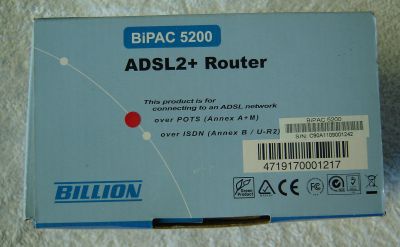 BiPAC 5200
ADSL2+ Router
This product is for
connecting to an ADSL network
over POTS (Annex A+M)
over ISDN (Annex B / U-R2)
BiPAC 5200
S/N: C90A1105001242
4719170001217
BILLION